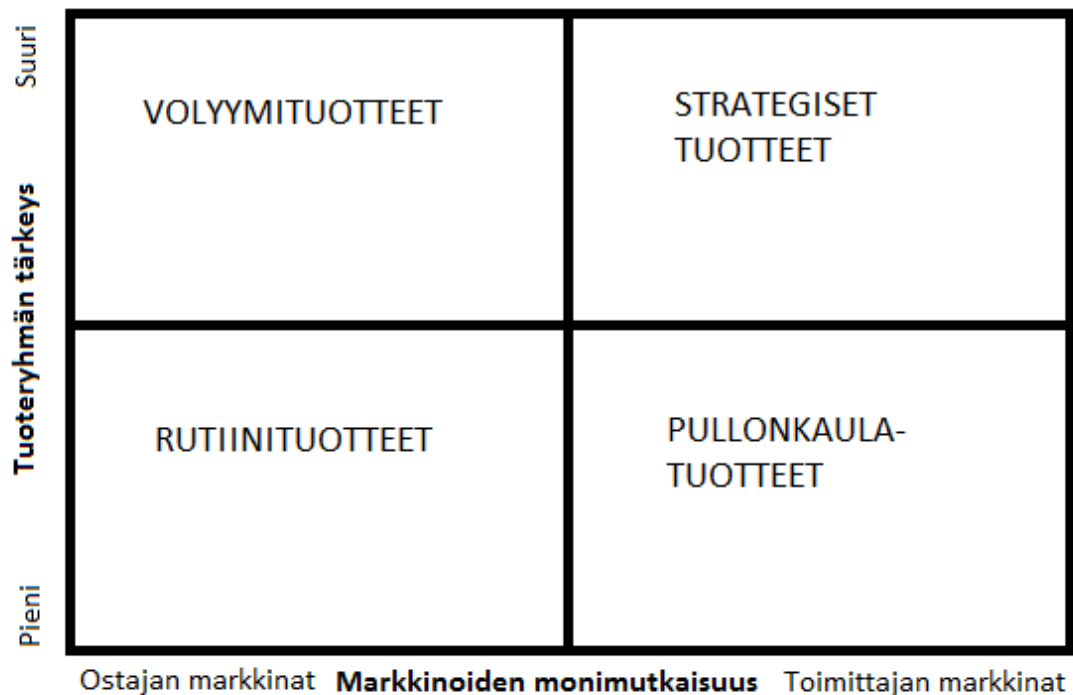 Suuri
VOLYYMITUOTTEET
STRATEGISET
TUOTTEET
Tuoteryhmän tärkeys
RUTIINITUOTTEET
PULLONKAULA-
TUOTTEET
Pieni
Ostajan markkinat Markkinoiden monimutkaisuus Toimittajan markkinat